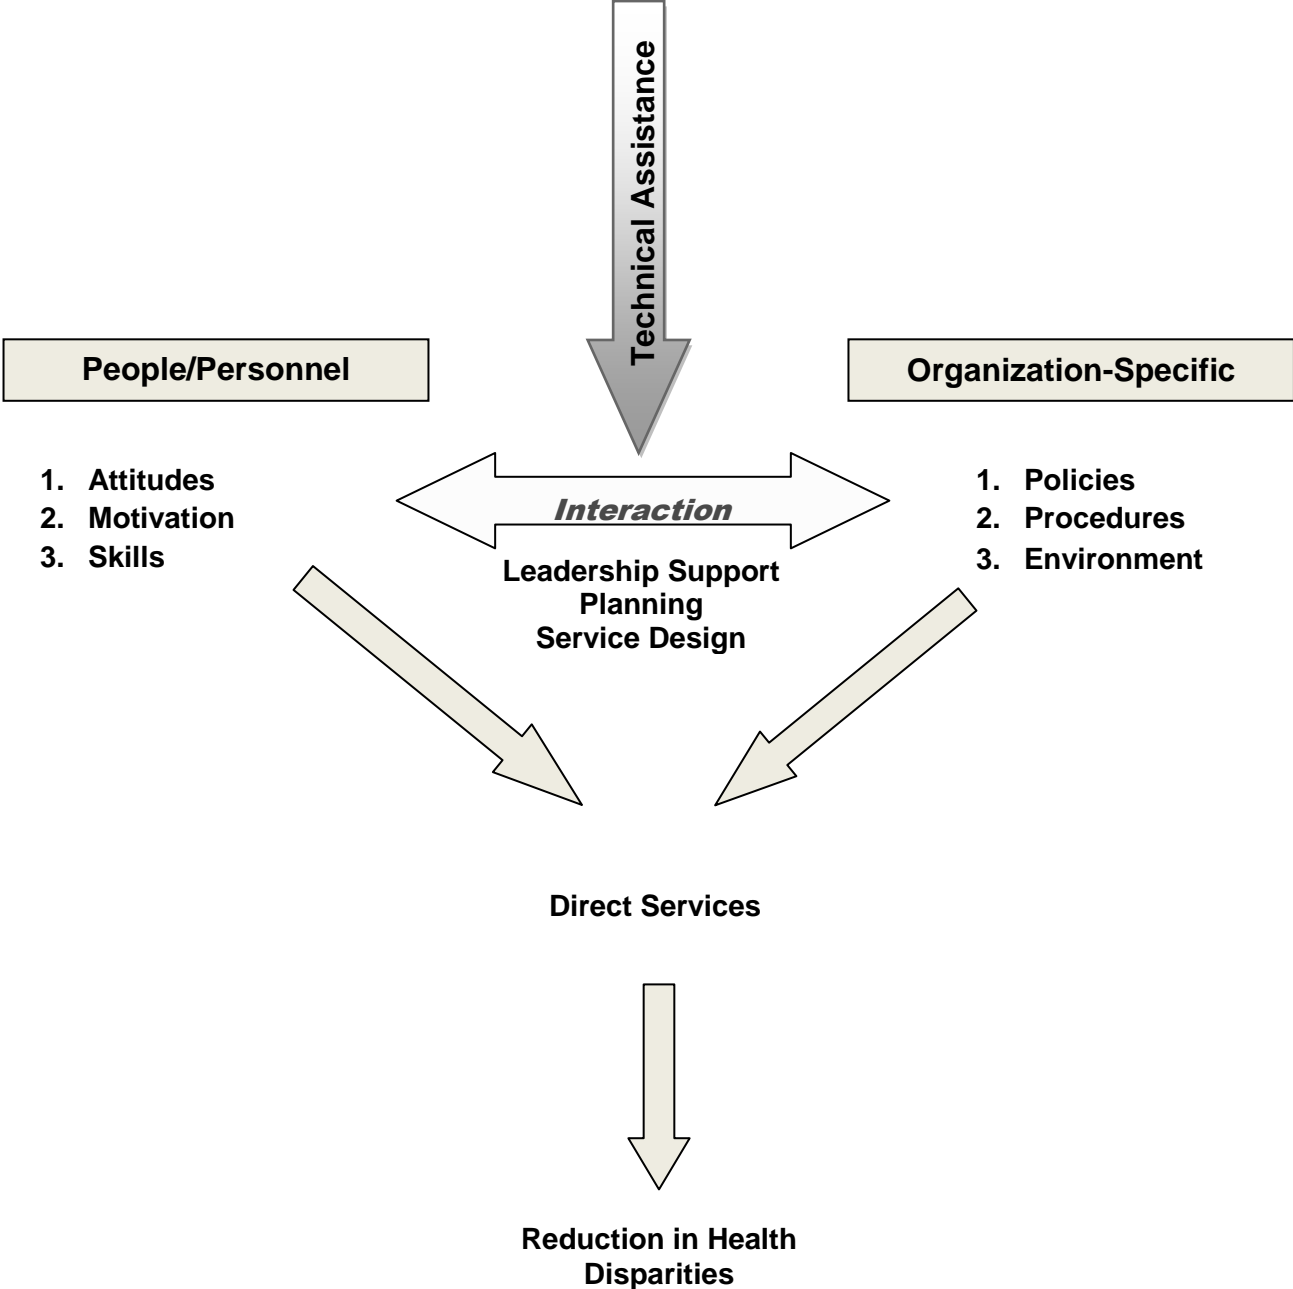 Technical Assistance
People/Personnel
Organization-Specific
1. Attitudes
2. Motivation
3. Skills
Interaction
Leadership Support
Planning
Service Design
1. Policies
2. Procedures
3. Environment
Direct Services
Reduction in Health
Disparities